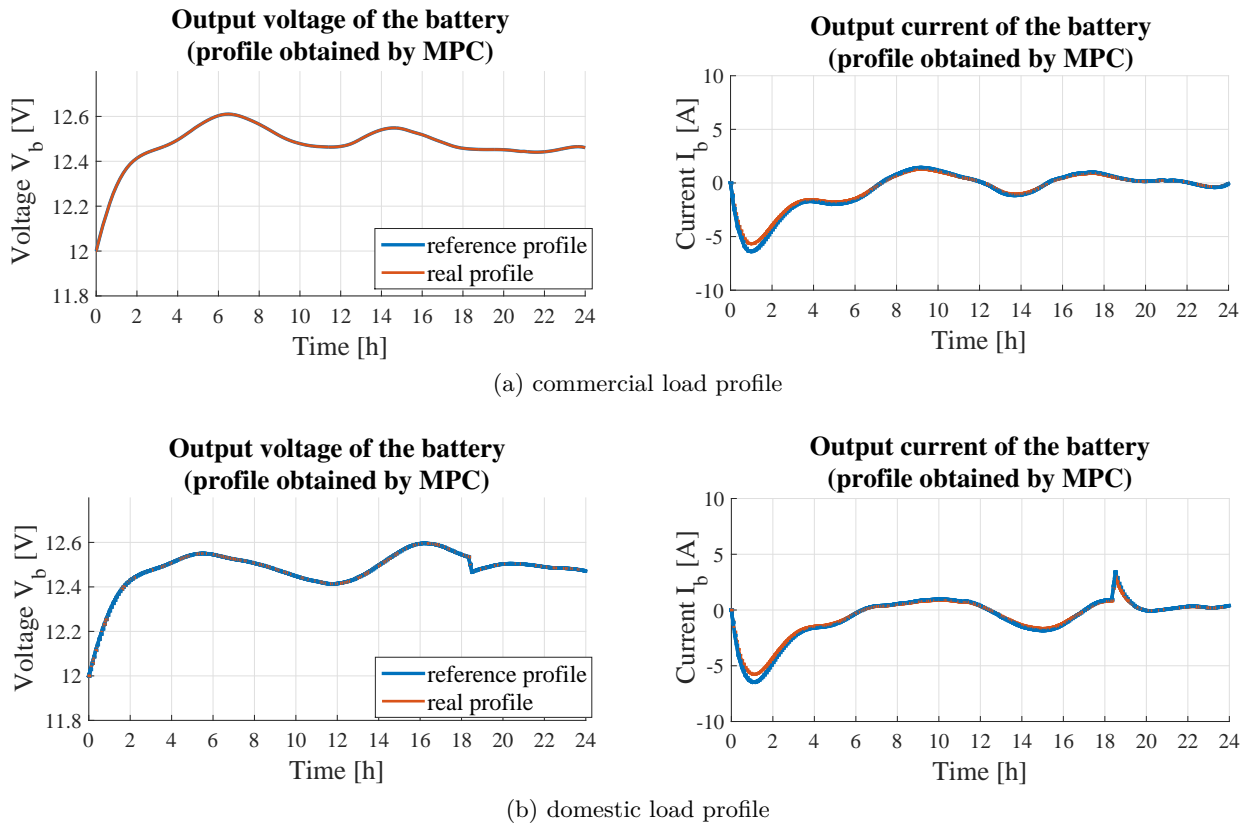 Output voltage of the battery
(profile obtained by MPC)
Voltage V_b [V]
12.6
12.4
12.2
12
11.8
reference profile
real profile
0 2 4 6 8 10 12 14 16 18 20 22 24
Time [h]
Output current of the battery
(profile obtained by MPC)
Current I_b [A]
10
5
0
-5
-10
0 2 4 6 8 10 12 14 16 18 20 22 24
Time [h]
(a) commercial load profile
Output voltage of the battery
(profile obtained by MPC)
Voltage V_b [V]
12.6
12.4
12.2
12
11.8
reference profile
real profile
0 2 4 6 8 10 12 14 16 18 20 22 24
Time [h]
Output current of the battery
(profile obtained by MPC)
Current I_b [A]
10
5
0
-5
-10
0 2 4 6 8 10 12 14 16 18 20 22 24
Time [h]
(b) domestic load profile